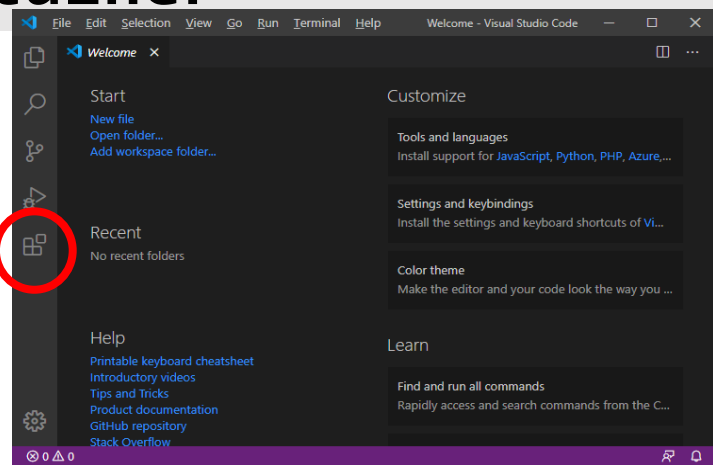 File Edit Selection View Go Run Terminal Help Welcome - Visual Studio Code
Welcome
Start
New file
Open folder...
Add workspace folder...
Recent
No recent folders
Help
Printable keyboard cheatsheet
Introductory videos
Tips and Tricks
Product documentation
GitHub repository
Stack Overflow
Customize
Tools and languages
Install support for JavaScript, Python, PHP, Azure,...
Settings and keybindings
Install the settings and keyboard shortcuts of Vi...
Color theme
Make the editor and your code look the way you ...
Learn
Find and run all commands
Rapidly access and search commands from the C...
0 0